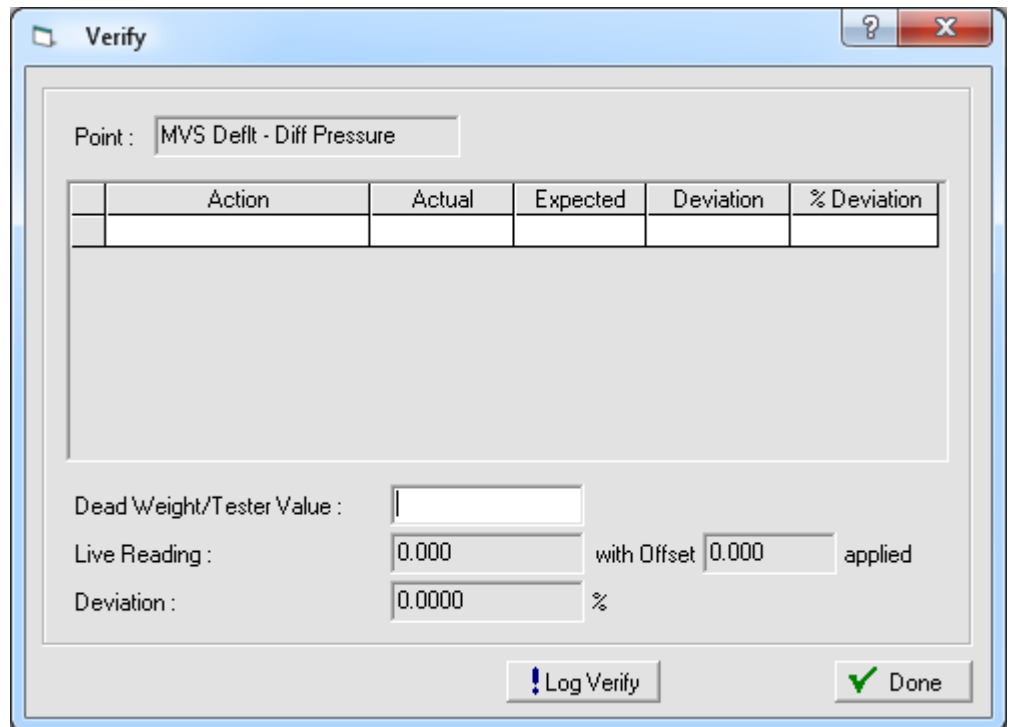 Verify
Point : MVS Deflt - Diff Pressure
Action Actual Expected Deviation % Deviation
Dead Weight/Tester Value :
Live Reading : 0.000 with Offset 0.000 applied
Deviation : 0.0000 %
! Log Verify Done